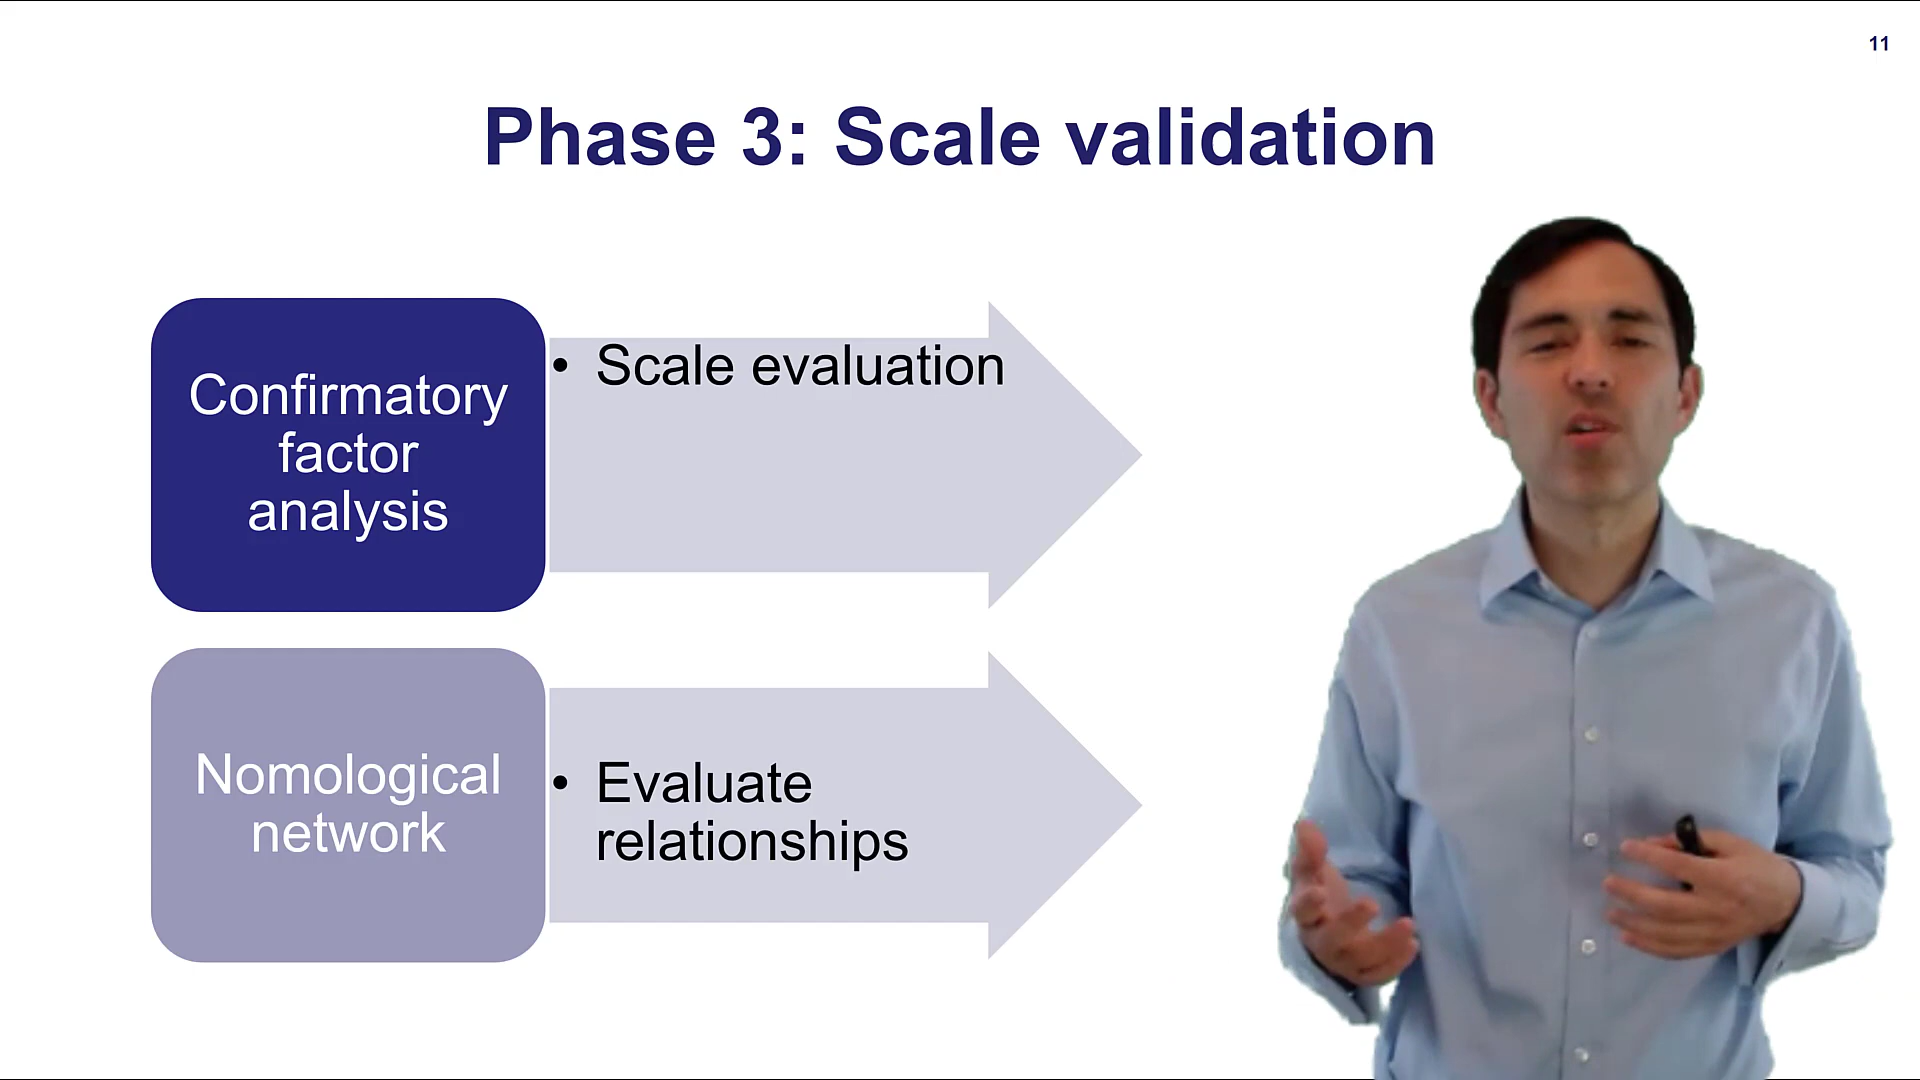 11
Phase 3: Scale validation
Confirmatory
factor
analysis
• Scale evaluation
Nomological
network
• Evaluate
relationships